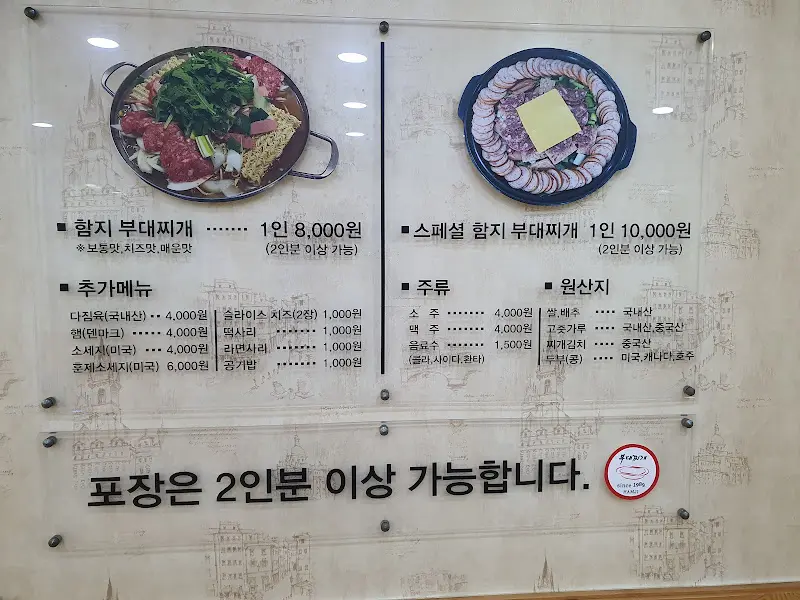 ■ 함지 부대찌개 ······· 1인 8,000원
※보통맛,치즈맛,매운맛 (2인분 이상 가능)
■ 추가메뉴
다짐육(국내산) ·· 4,000원
햄(덴마크) ···· 4,000원
소세지(미국) ··· 4,000원
훈제소세지(미국) 6,000원
슬라이스 치즈(2장) 1,000원
떡사리 ······· 1,000원
라면사리 ······· 1,000원
공기밥 ······· 1,000원
■ 스페셜 함지 부대찌개 1인 10,000원
(2인분 이상 가능)
■ 주류
소 주 ······· 4,000원
맥 주 ······· 4,000원
음료수 ······· 1,500원
(콜라,사이다,환타)
■ 원산지
쌀,배추 ···· 국내산
고춧가루 ···· 국내산,중국산
찌개김치 ···· 중국산
두부(콩) ···· 미국,캐나다,호주
포장은 2인분 이상 가능합니다.
부대찌개
since